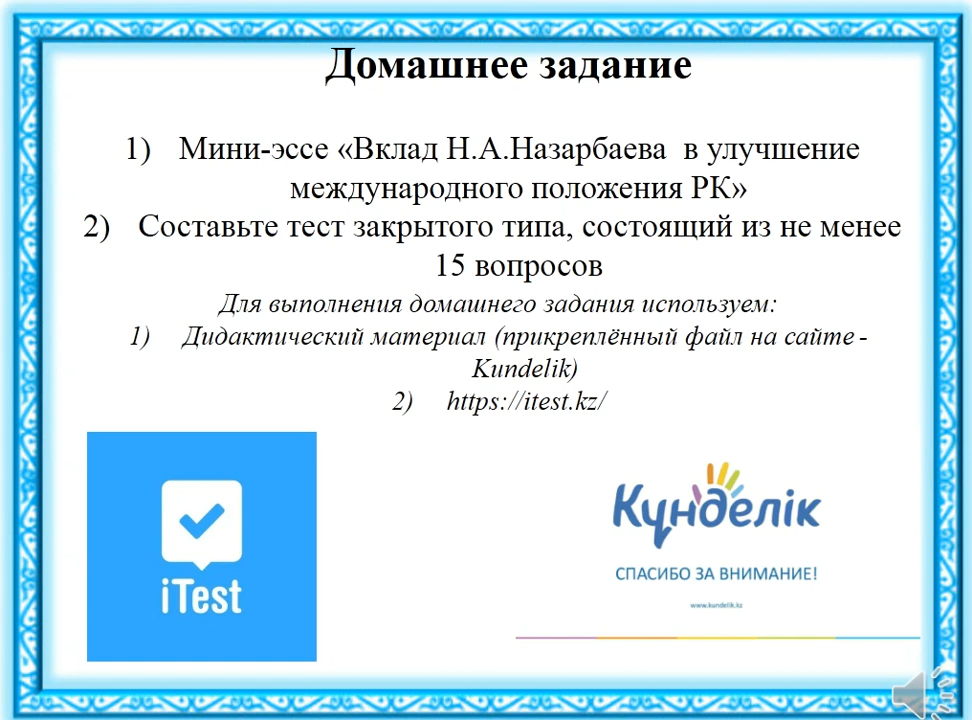 Домашнее задание
1) Мини-эссе «Вклад Н.А.Назарбаева в улучшение
международного положения РК»
2) Составьте тест закрытого типа, состоящий из не менее
15 вопросов
Для выполнения домашнего задания используем:
1) Дидактический материал (прикреплённый файл на сайте -
Kundelik)
2) https://itest.kz/
iTest
Күнделік
СПАСИБО ЗА ВНИМАНИЕ!
www.kundelik.kz